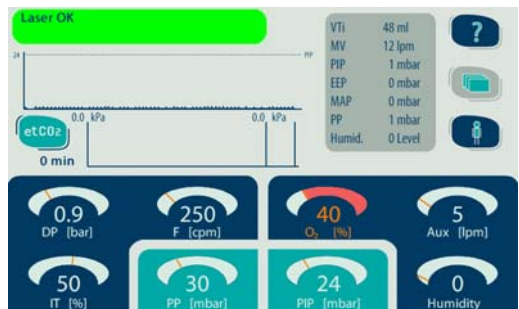 Laser OK
24
PIP
VTi 48 ml
MV 12 lpm
PIP 1 mbar
EEP 0 mbar
MAP 0 mbar
PP 1 mbar
Humid. 0 Level
?
etCO₂
0.0 kPa
0.0 kPa
0 min
0.9
DP [bar]
250
F [cpm]
40
O₂ [%]
5
Aux [lpm]
50
IT [%]
30
PP [mbar]
24
PIP [mbar]
0
Humidity